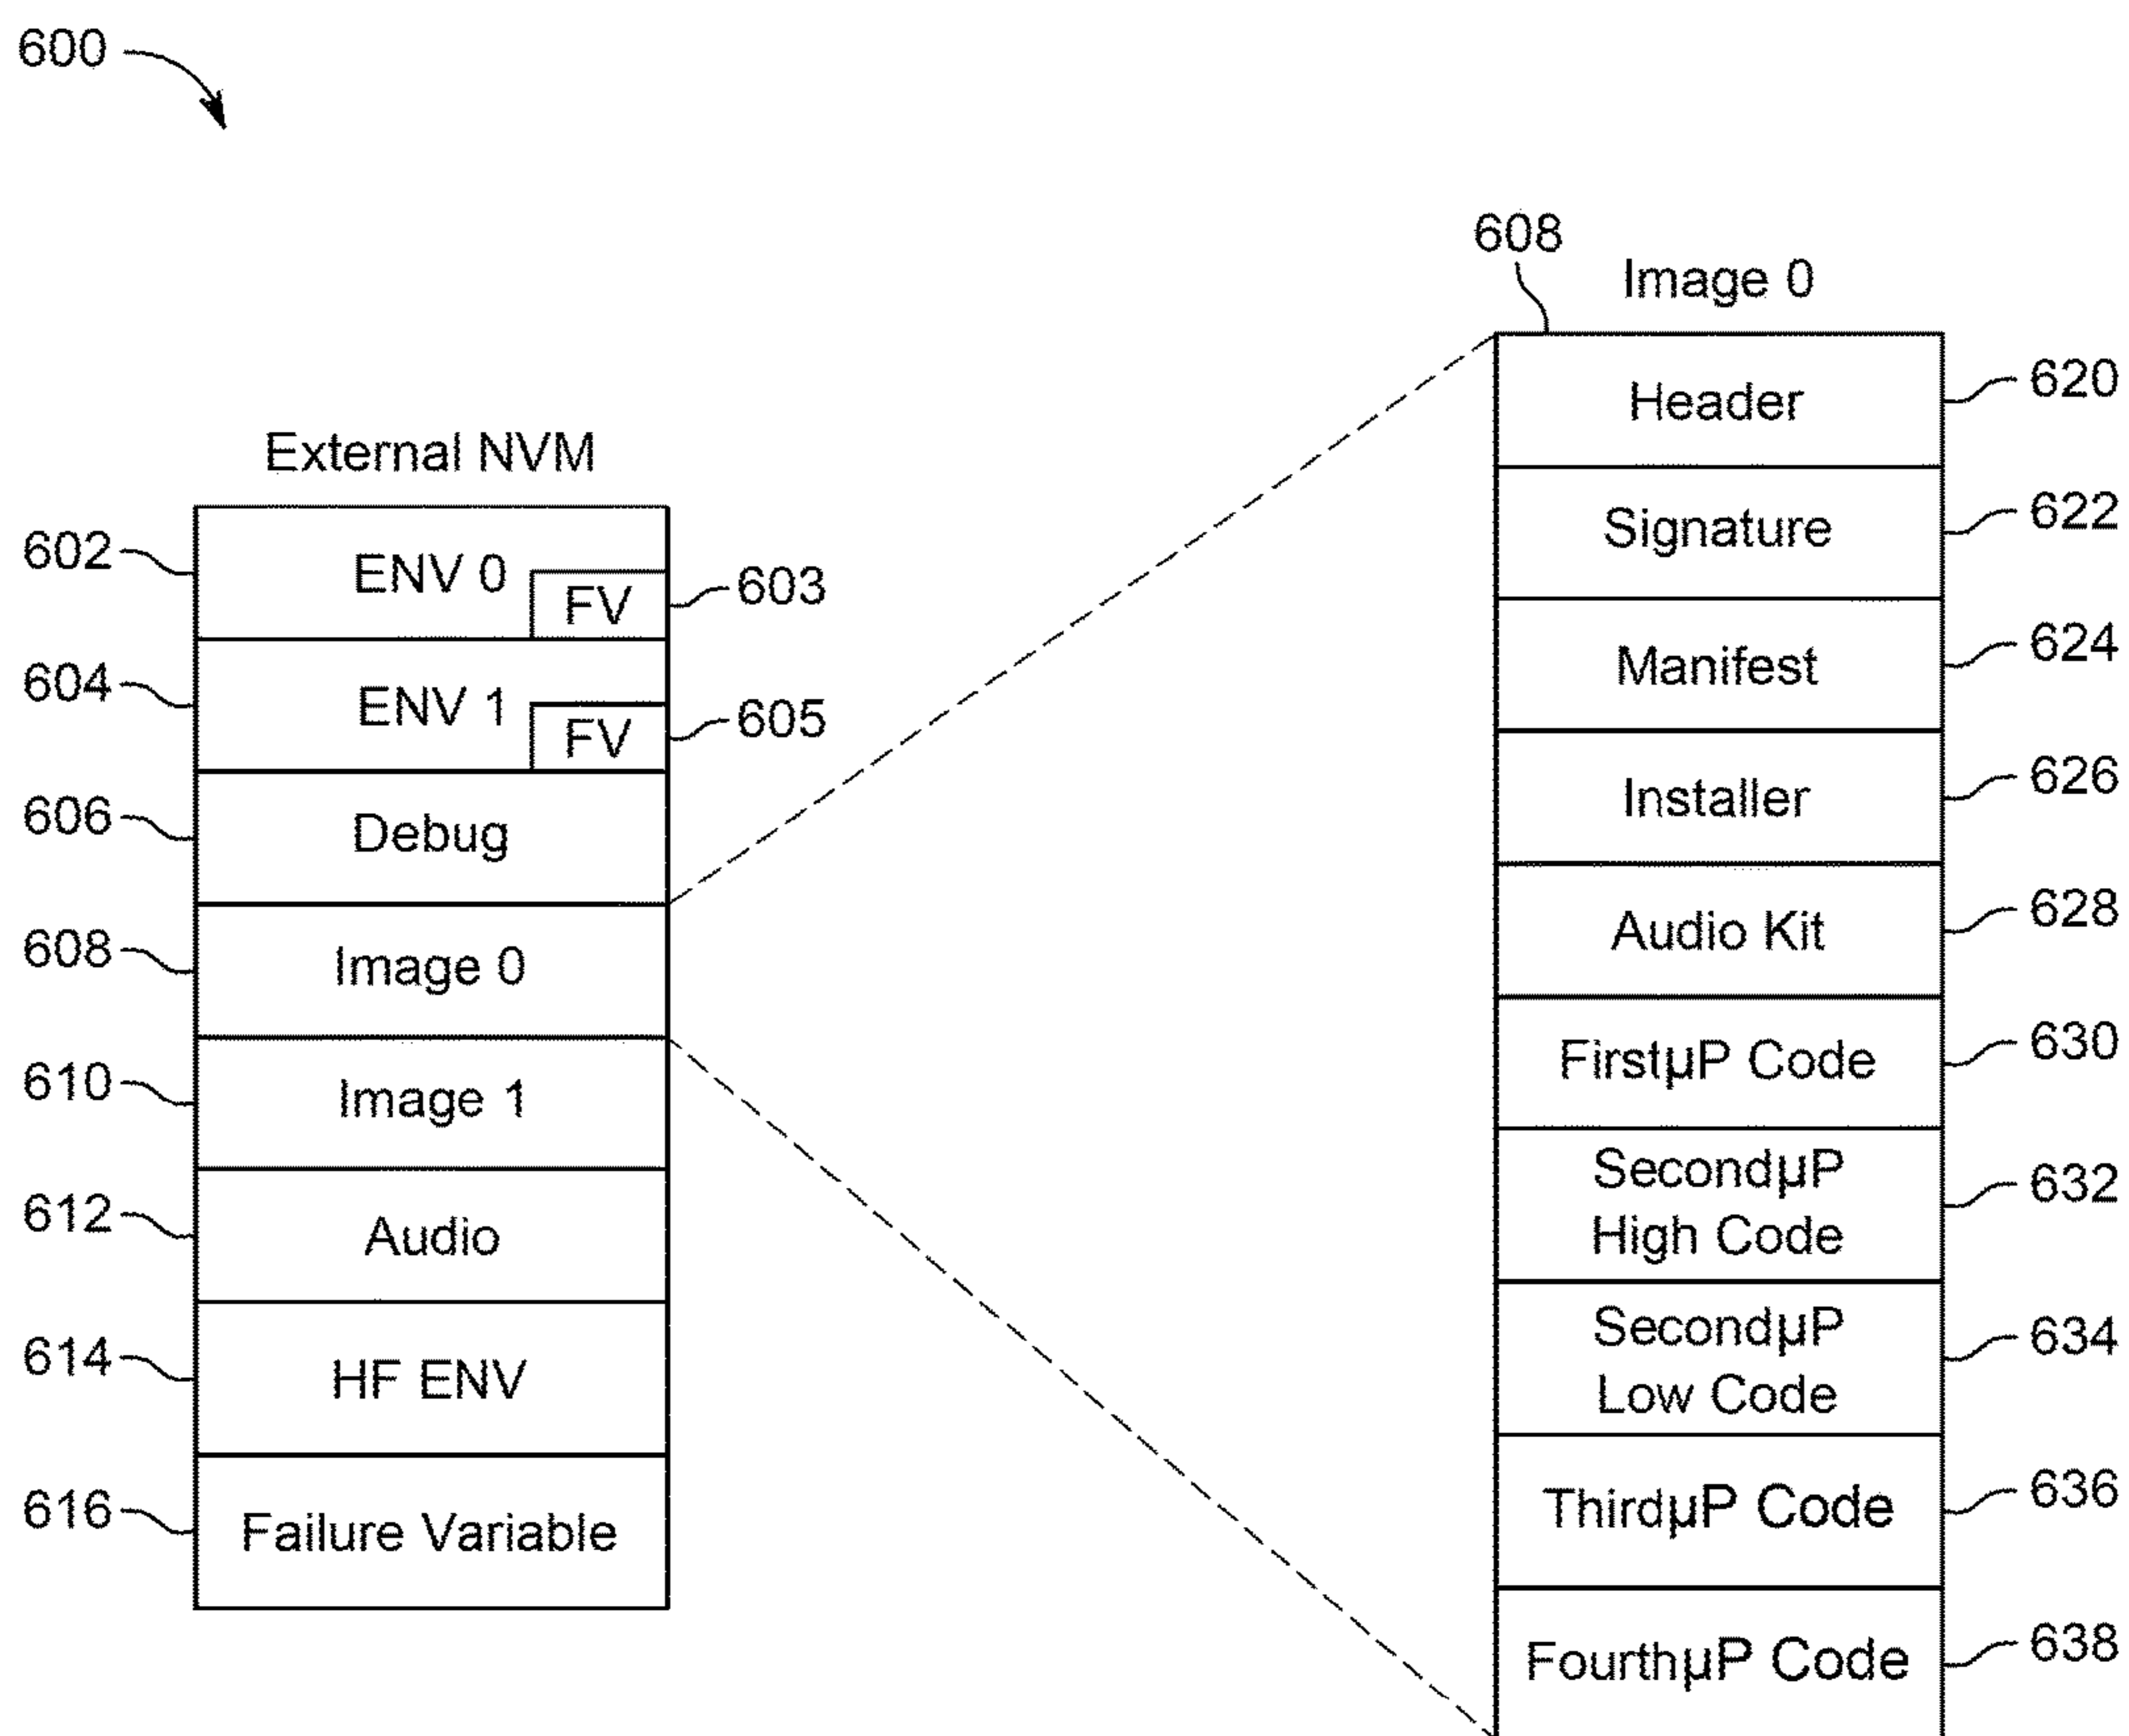 600
External NVM
602
ENV 0
FV
603
604
ENV 1
FV
605
606
Debug
608
Image 0
610
Image 1
612
Audio
614
HF ENV
616
Failure Variable
608
Image 0
Header
620
Signature
622
Manifest
624
Installer
626
Audio Kit
628
FirstµP Code
630
SecondµP
High Code
632
SecondµP
Low Code
634
ThirdµP Code
636
FourthµP Code
638